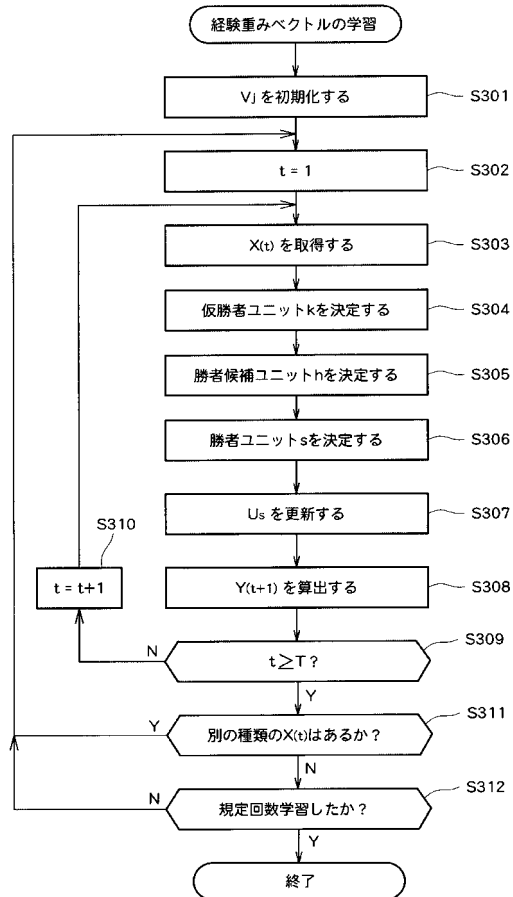 経験重みベクトルの学習
Vj を初期化する
S301
t = 1
S302
X(t) を取得する
S303
仮勝者ユニットkを決定する
S304
勝者候補ユニットhを決定する
S305
勝者ユニットsを決定する
S306
Us を更新する
S307
S310
t = t+1
Y(t+1) を算出する
S308
S309
N
t≧T?
Y
S311
Y
別の種類のX(t)はあるか?
N
S312
N
規定回数学習したか?
Y
終了